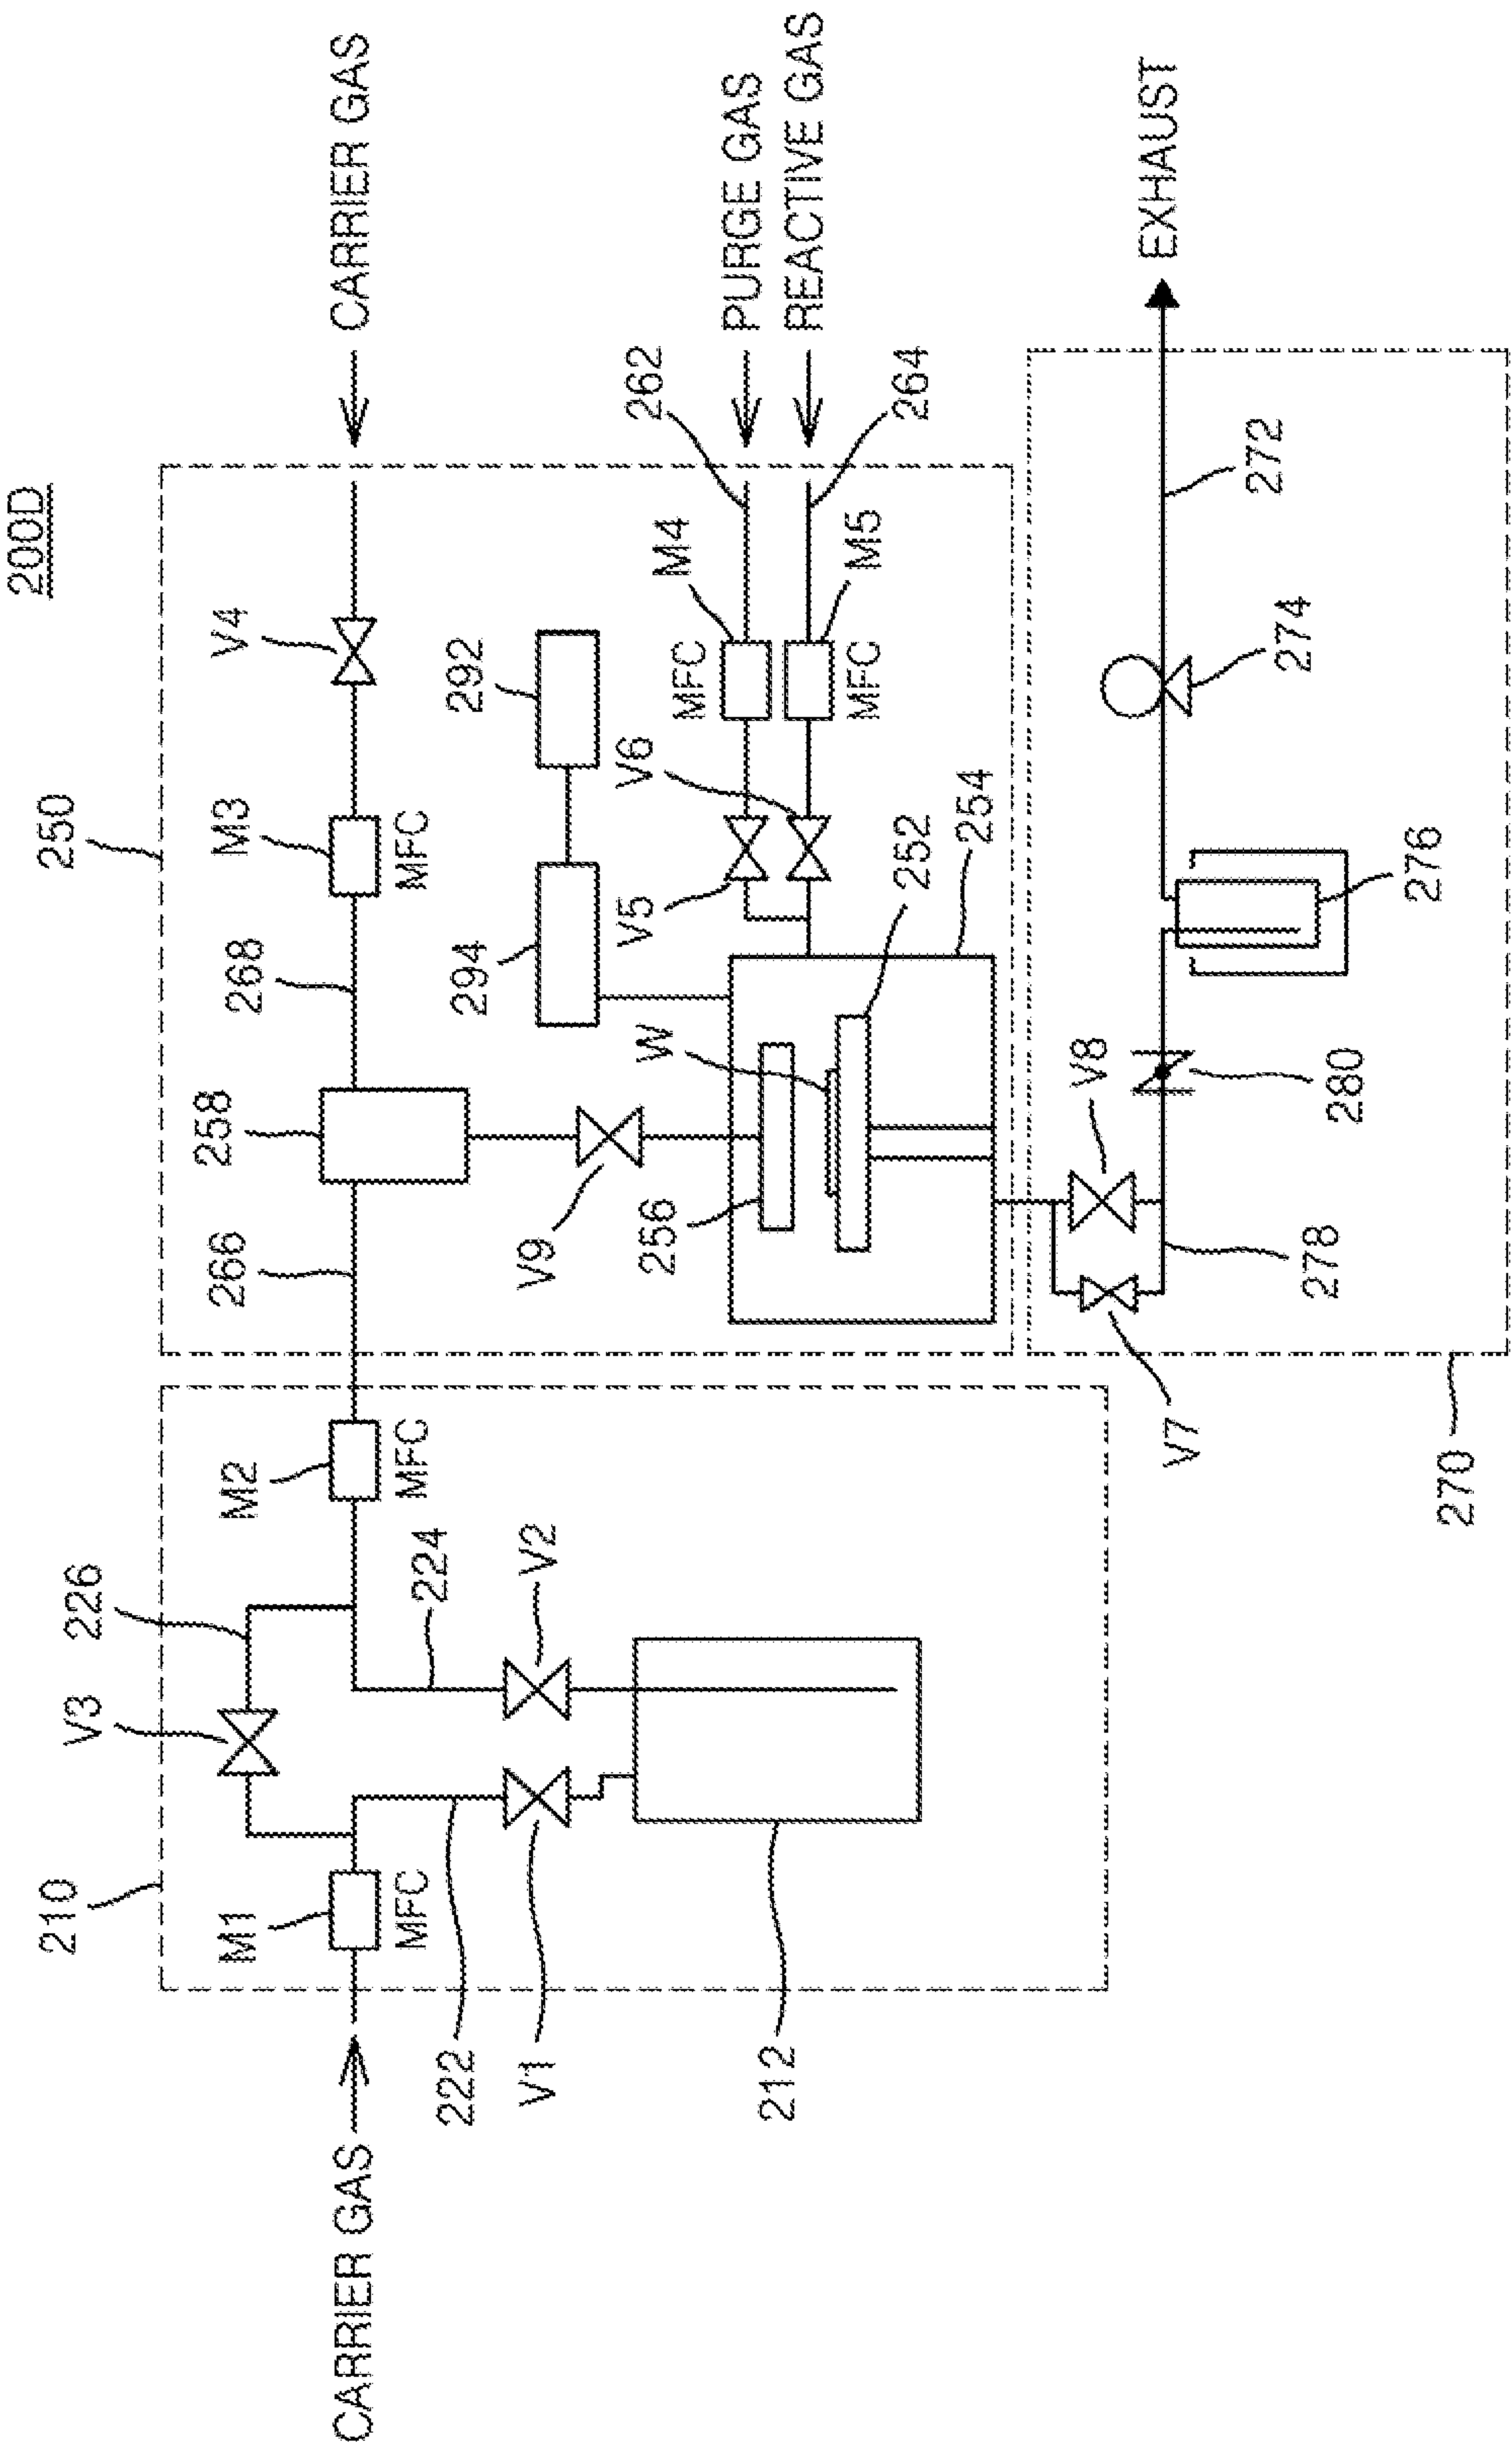 200D
250
CARRIER GAS
V4
M3
MFC
268
258
266
292
294
262
PURGE GAS
REACTIVE GAS
264
M4
MFC
M5
MFC
V6
V5
252
254
W
256
V9
210
226
V3
M2
MFC
M1
MFC
224
V2
222
V1
212
CARRIER GAS
EXHAUST
272
274
276
280
V8
278
V7
270